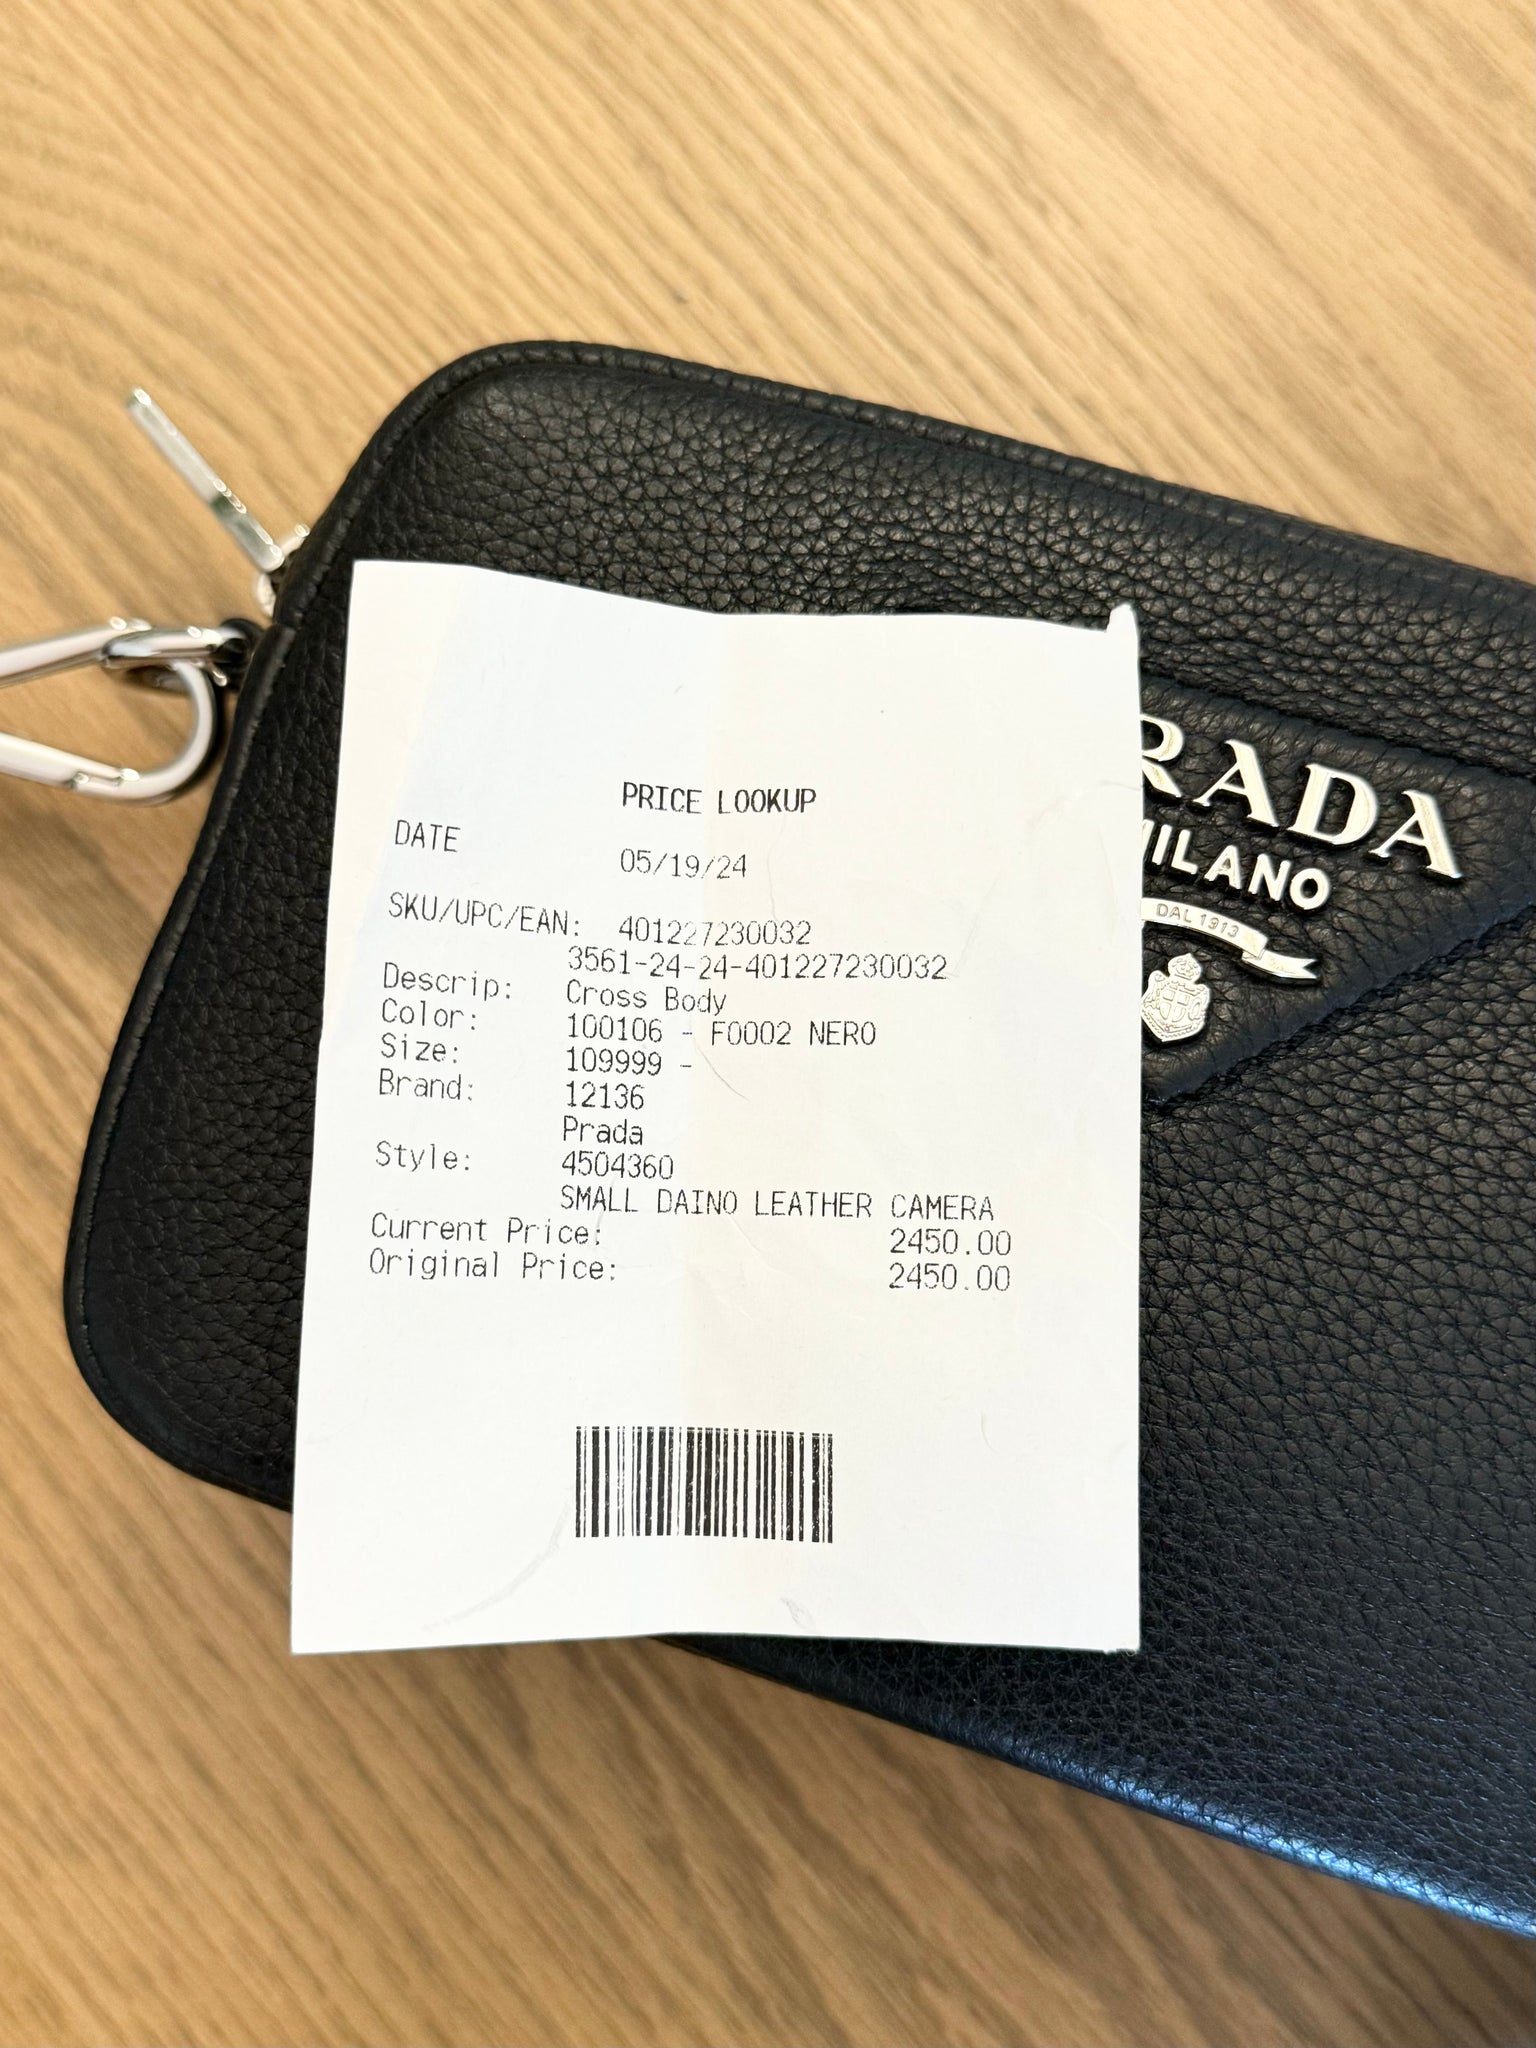 PRICE LOOKUP
DATE
05/19/24
SKU/UPC/EAN: 401227230032
3561-24-24-401227230032
Descrip: Cross Body
Color: 100106 - F0002 NERO
Size: 109999 -
Brand: 12136
Prada
Style: 4504360
SMALL DAINO LEATHER CAMERA
Current Price: 2450.00
Original Price: 2450.00
RADA
MILANO
DAL 1913